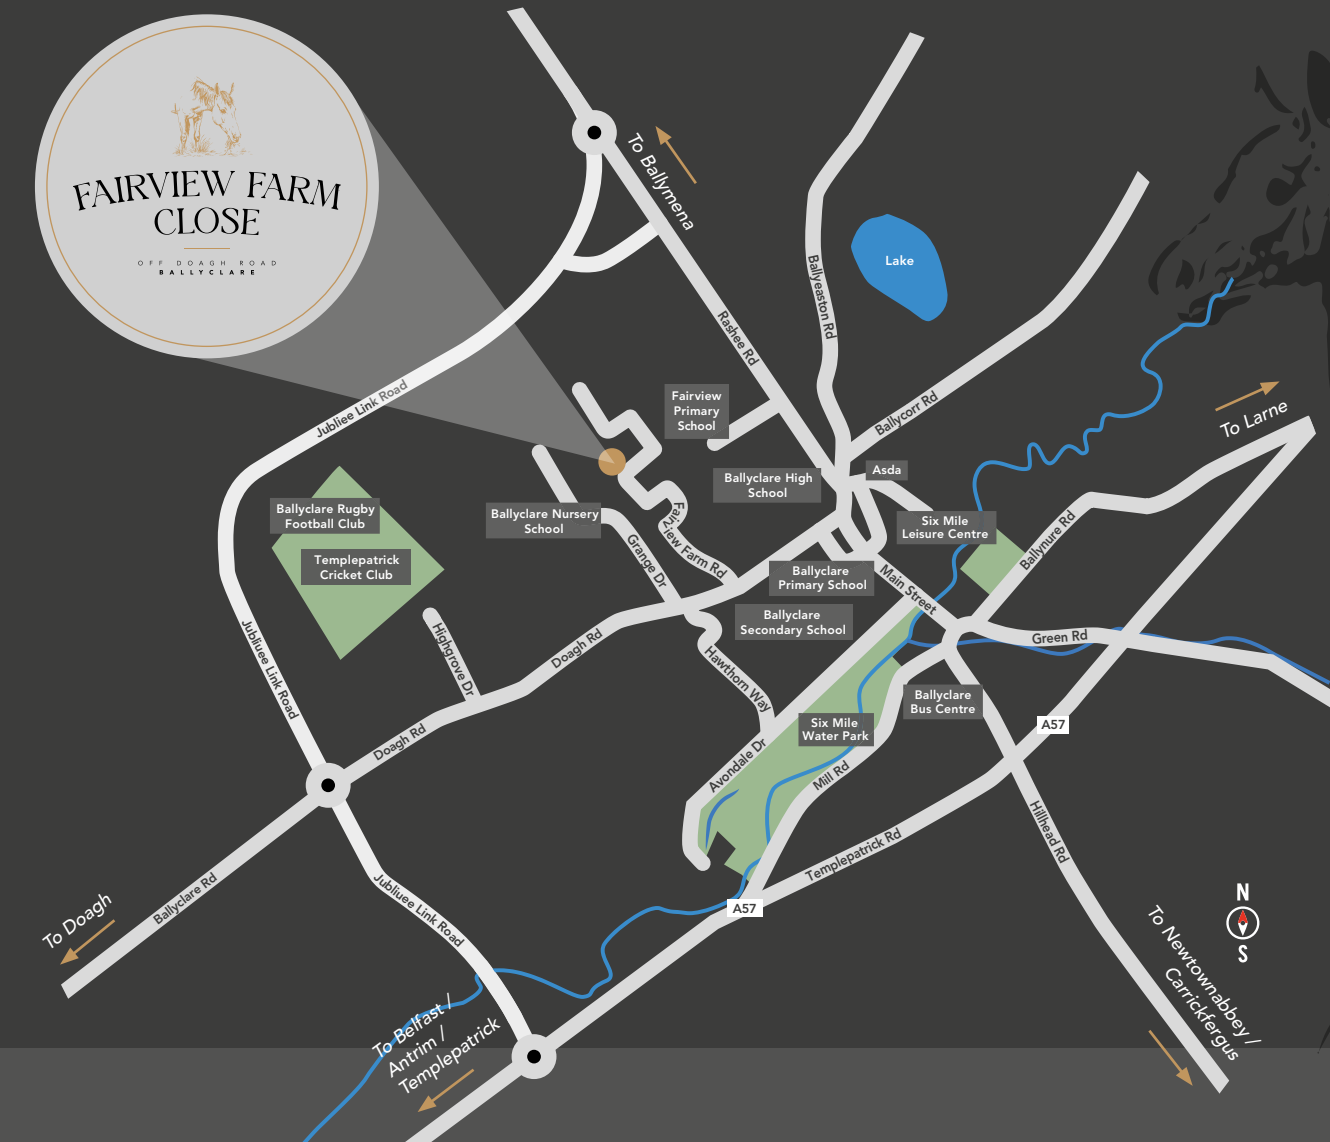 FAIRVIEW FARM
CLOSE
OFF DOAGH ROAD
BALLYCLARE
To Ballymena
Lake
Ballyeaston Rd
Rashee Rd
Jubliee Link Road
Fairview
Primary
School
Ballycorr Rd
To Larne
Asda
Ballyclare High
School
Ballyclare Rugby
Football Club
Ballyclare Nursery
School
Fairview Farm Rd
Six Mile
Leisure Centre
Ballynure Rd
Templepatrick
Cricket Club
Grange Dr
Ballyclare
Primary School
Main Street
Ballyclare
Secondary School
Green Rd
Highgrove Dr
Doagh Rd
Jubliuee Link Road
Hawthorn Way
Ballyclare
Bus Centre
Six Mile
Water Park
A57
Doagh Rd
Avondale Dr
Mill Rd
Hillhead Rd
Templepatrick Rd
Ballyclare Rd
Jubliuee Link Road
A57
To Doagh
N
S
To Newtownabbey /
Carrickfergus
To Belfast /
Antrim /
Templepatrick